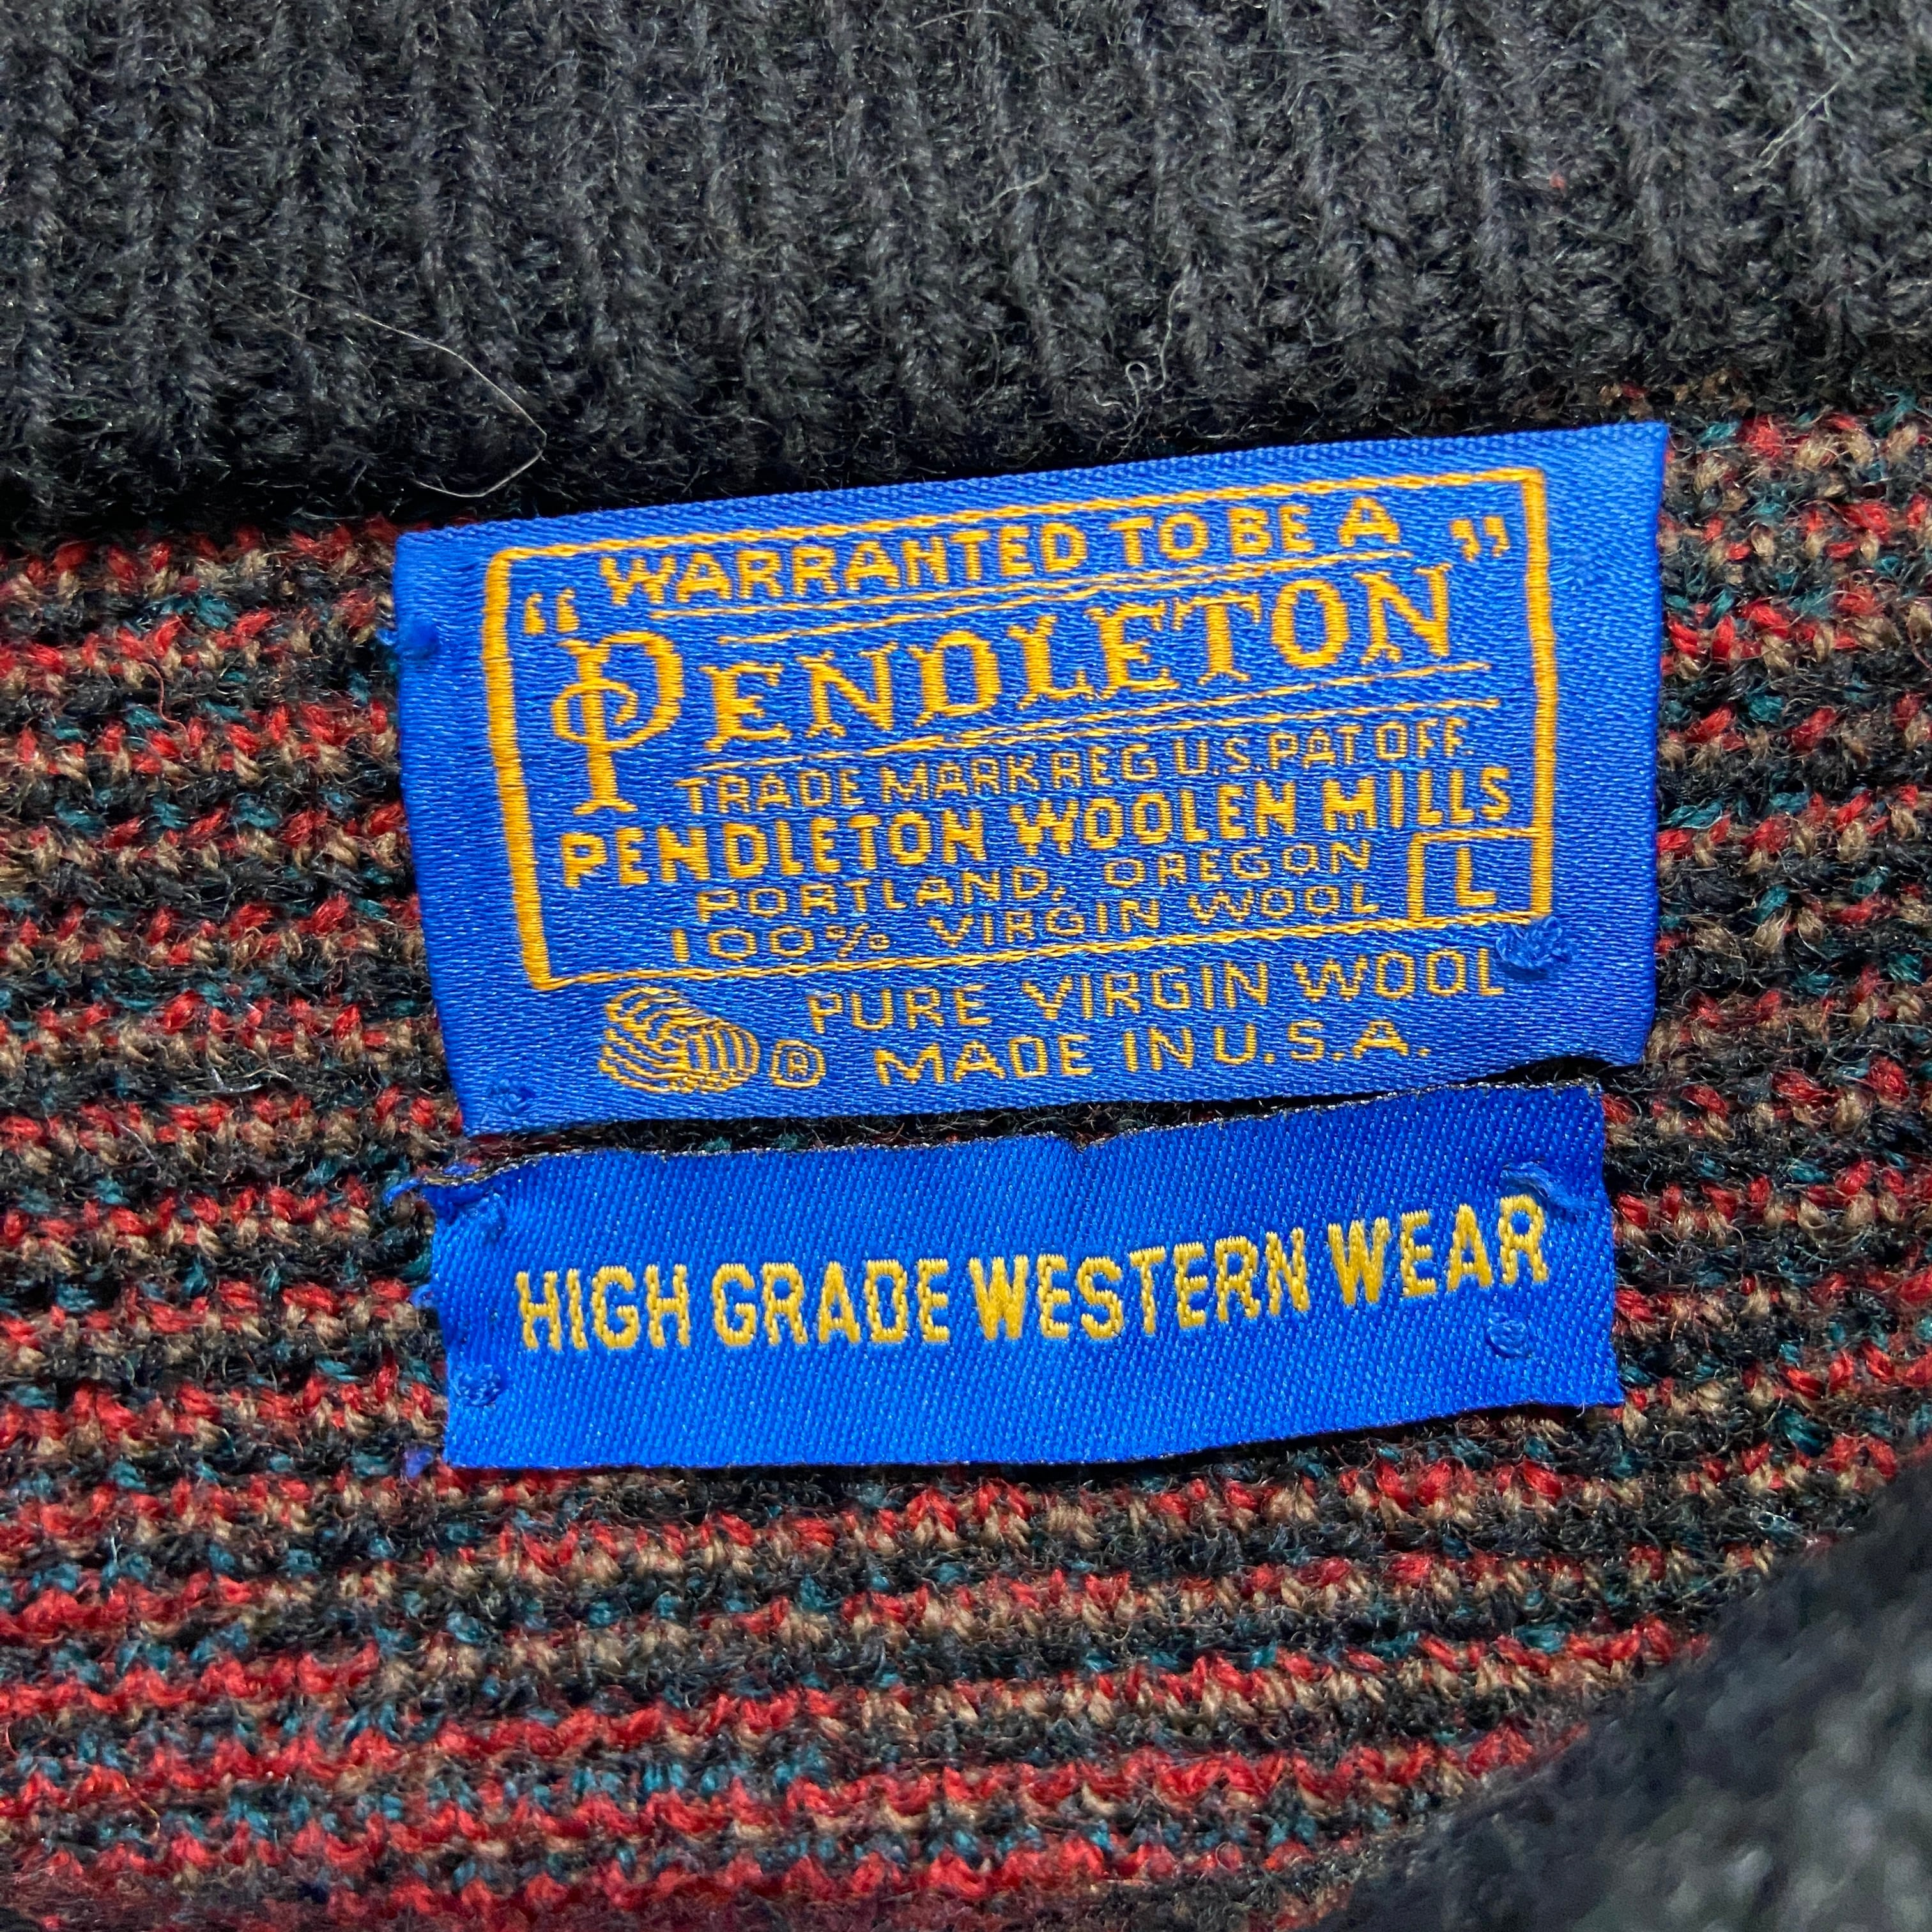 WARRANTED TO BE A
“PENDLETON”
TRADE MARK REG U.S. PAT. OFF.
PENDLETON WOOLEN MILLS
PORTLAND, OREGON
100% VIRGIN WOOL L
® PURE VIRGIN WOOL
MADE IN U.S.A.
HIGH GRADE WESTERN WEAR